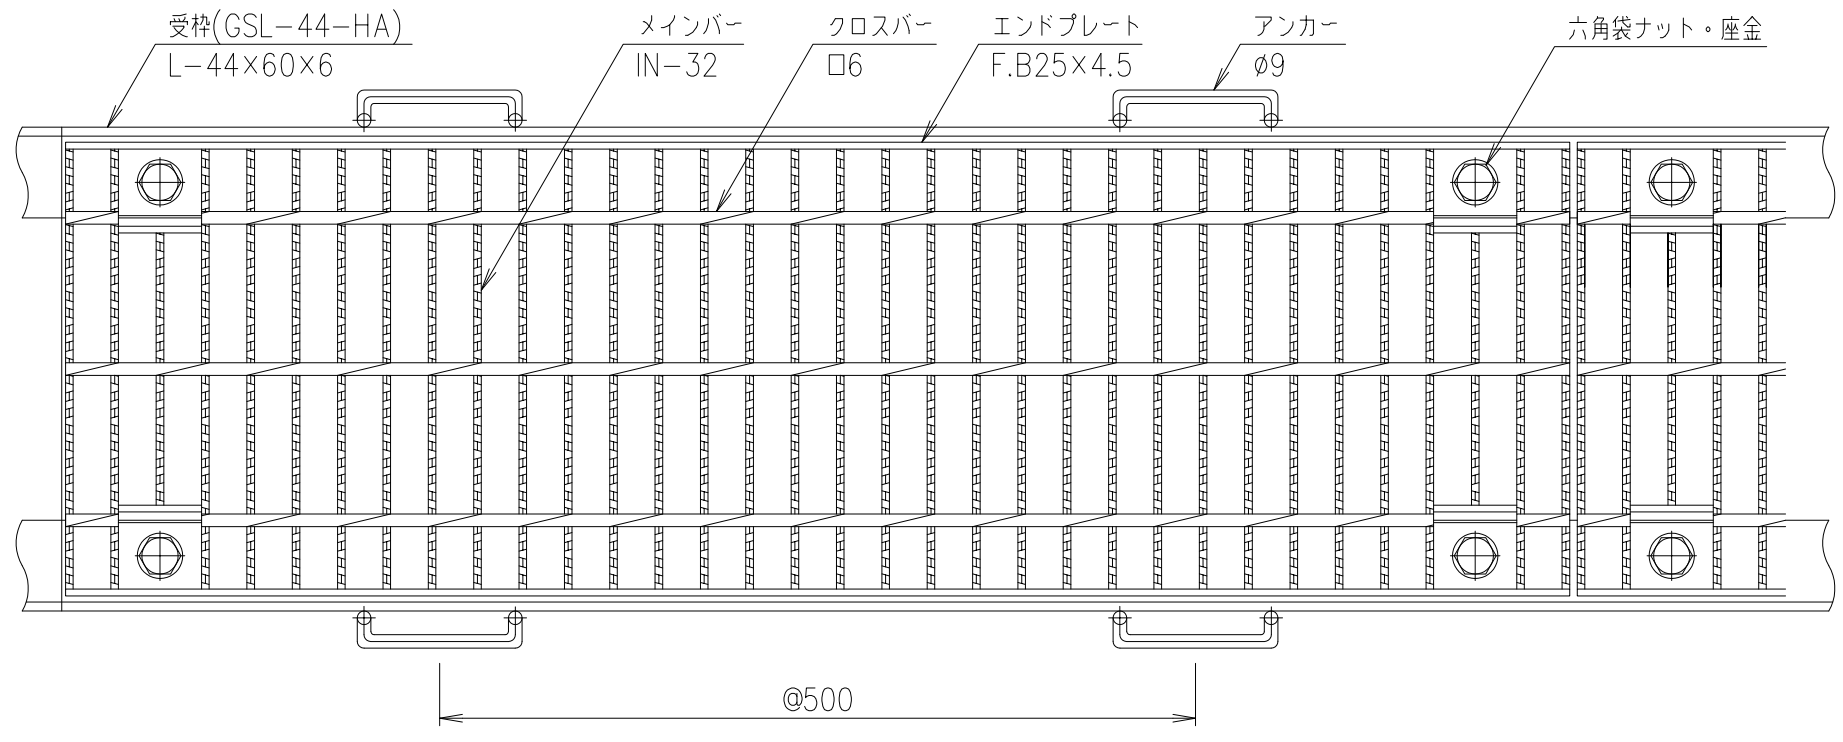 受枠(GSL-44-HA)
L-44×60×6
メインバー
IN-32
クロスバー
□6
エンドプレート
F.B25×4.5
アンカー
ø9
六角袋ナット・座金
@500